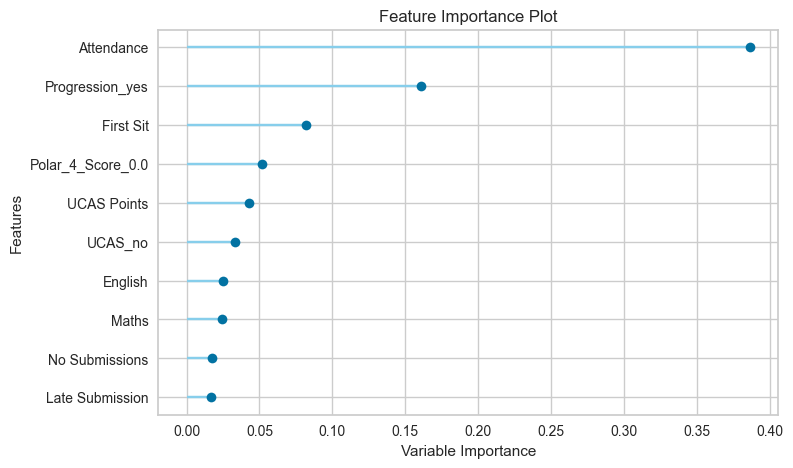 Feature Importance Plot
Attendance
Progression_yes
First Sit
Polar_4_Score_0.0
UCAS Points
UCAS_no
English
Maths
No Submissions
Late Submission
Features
0.00 0.05 0.10 0.15 0.20 0.25 0.30 0.35 0.40
Variable Importance